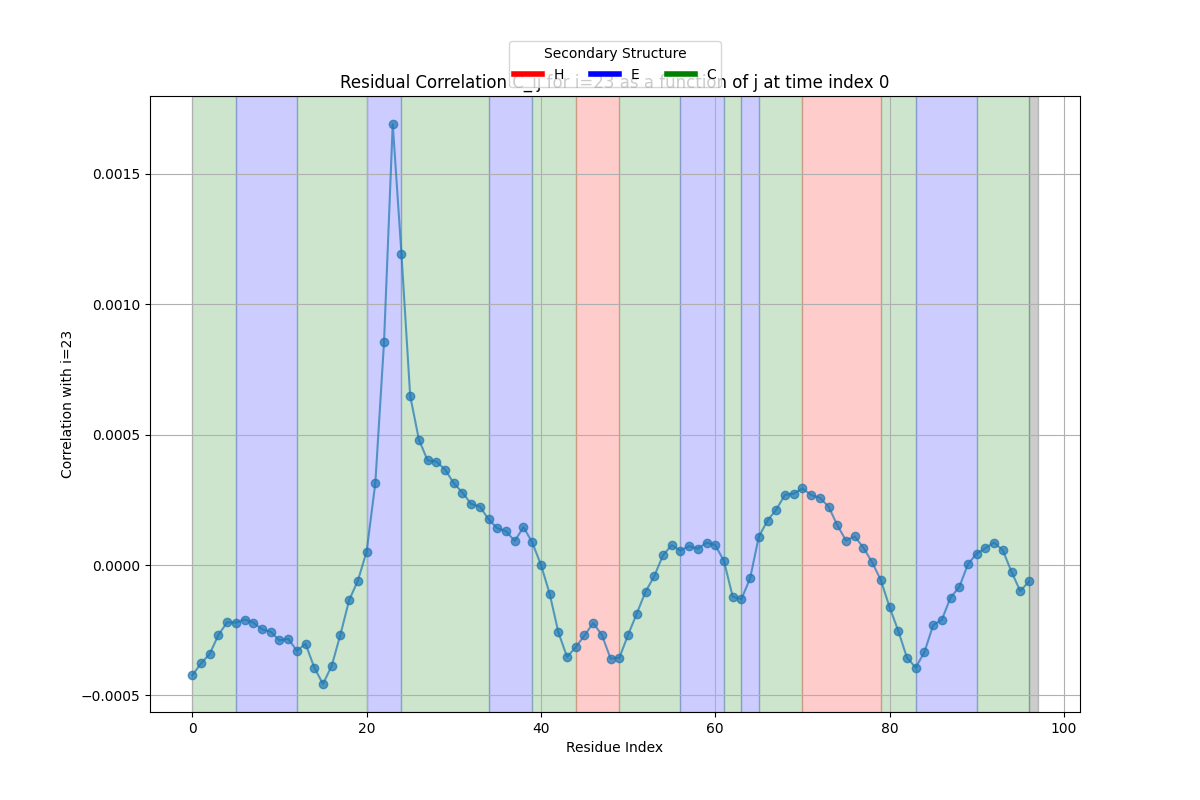 Secondary Structure
H E C
Residual Correlation C_ij for i=23 as a function of j at time index 0
0.0015
0.0010
0.0005
0.0000
−0.0005
Correlation with i=23
0 20 40 60 80 100
Residue Index